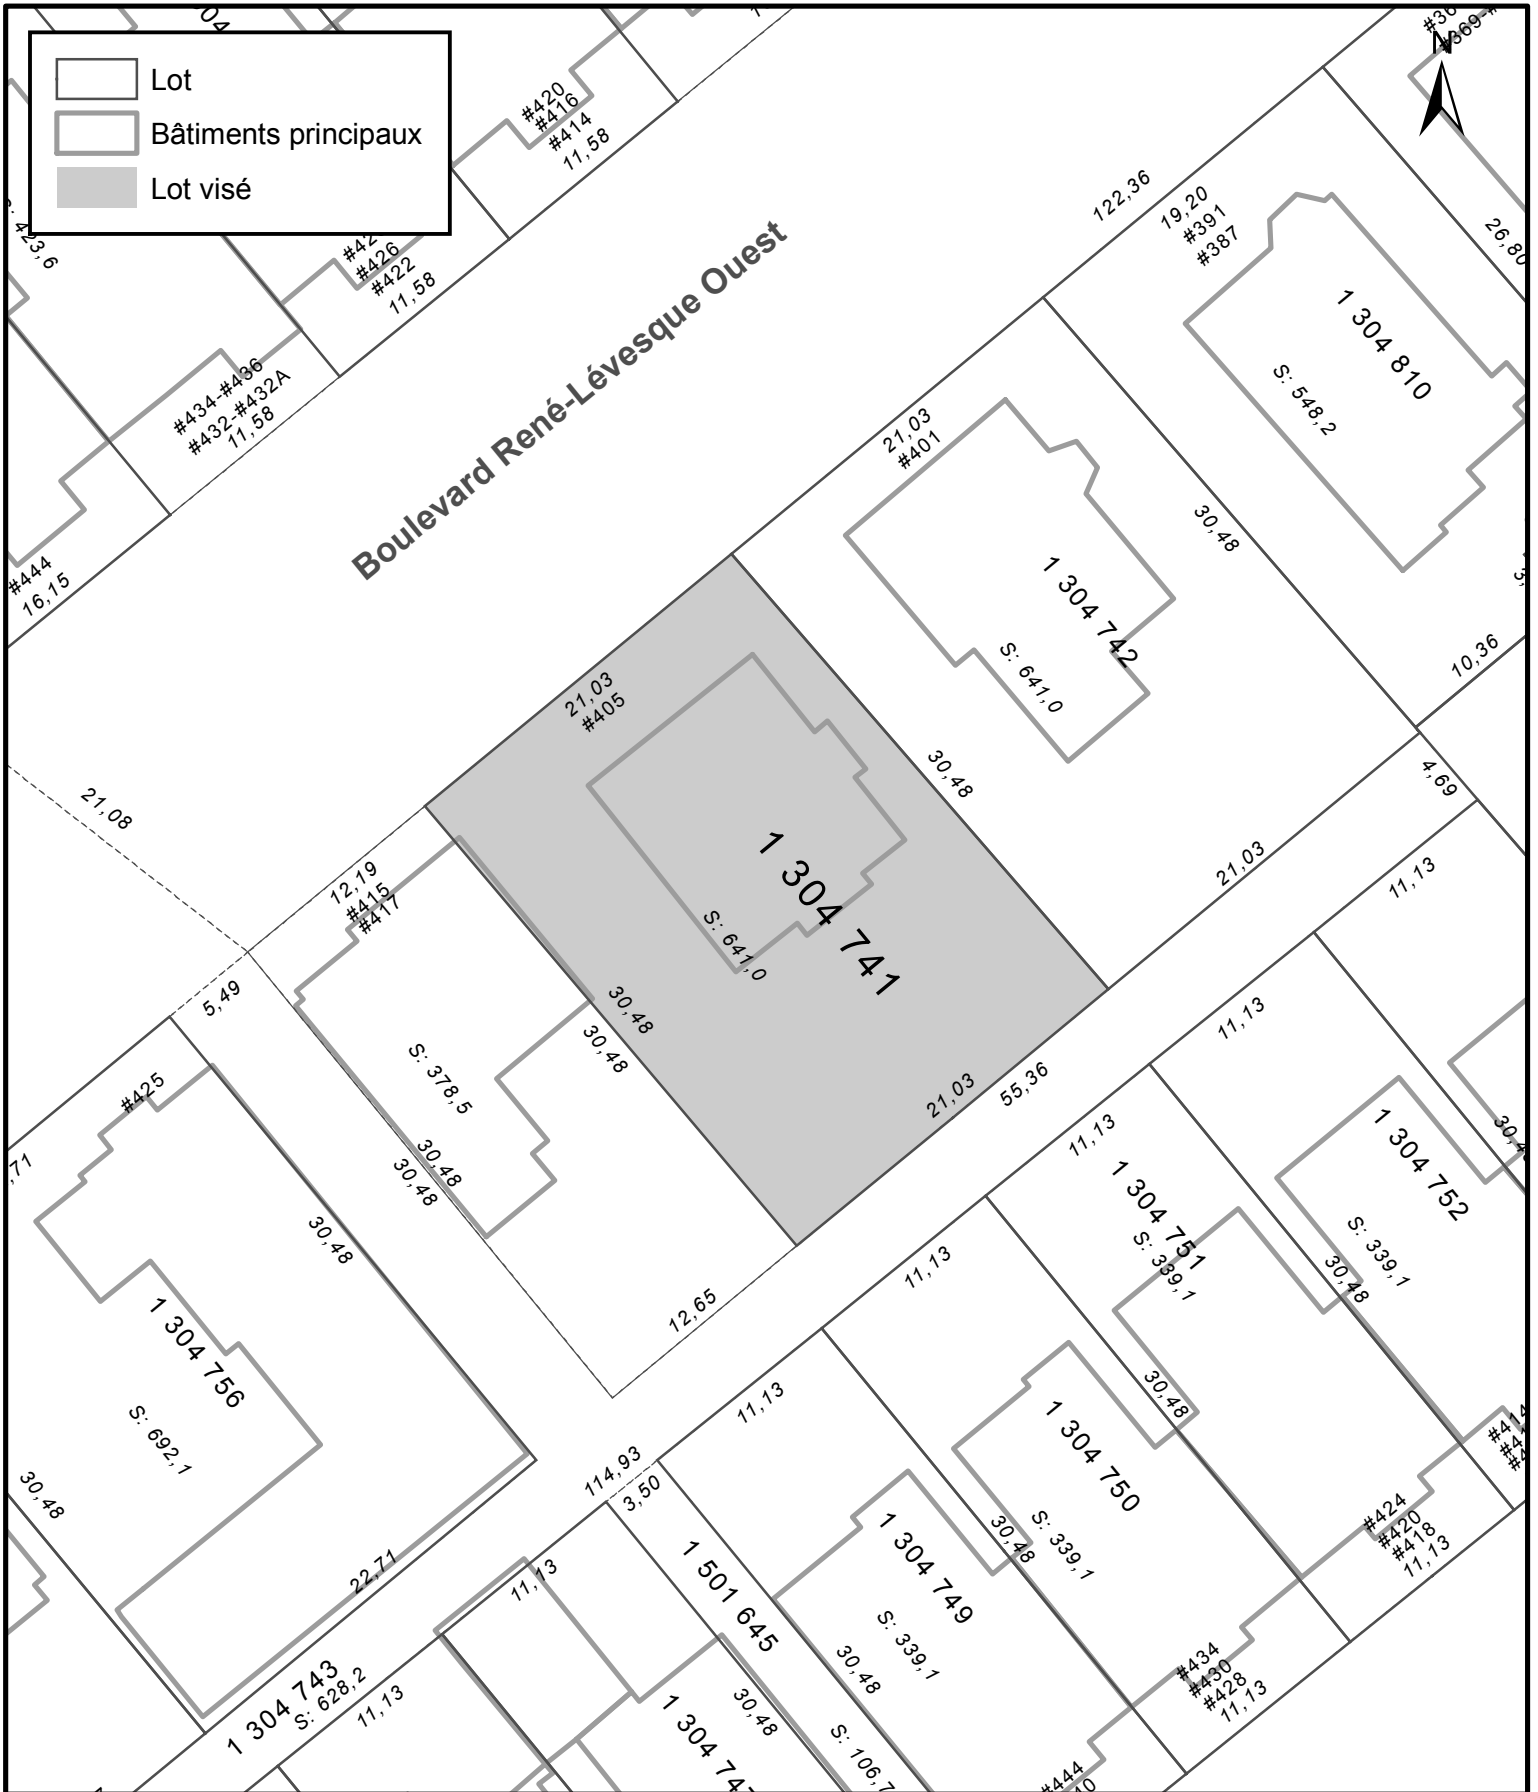 Lot
Bâtiments principaux
Lot visé
N
#420
#416
#414
11,58
#426
#422
11,58
#434-#436
#432-#432A
11,58
#444
16,15
Boulevard René-Lévesque Ouest
122,36
19,20
#391
#387
1 304 810
S: 548,2
26,80
21,03
#401
30,48
1 304 742
S: 641,0
10,36
4,69
21,03
21,03
#405
30,48
1 304 741
S: 641,0
30,48
21,03
55,36
21,08
12,19
#415
#417
5,49
30,48
S: 378,5
30,48
30,48
12,65
#425
30,48
1 304 756
S: 692,1
30,48
22,71
11,13
11,13
11,13
11,13
11,13
1 304 752
S: 339,1
30,48
1 304 751
S: 339,1
30,48
1 304 750
S: 339,1
30,48
1 304 749
S: 339,1
30,48
114,93
3,50
1 501 645
S: 106,7
11,13
30,48
1 304 743
S: 628,2
11,13
#424
#420
#418
11,13
#434
#430
#428
11,13
#444